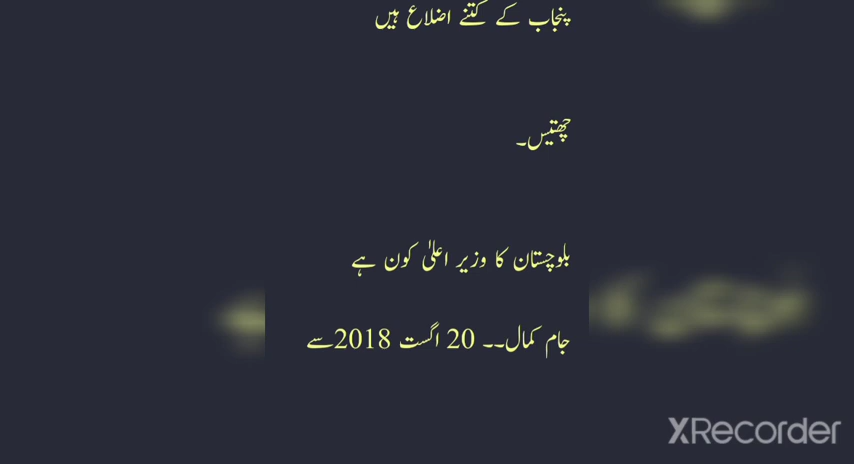 پنجاب کے کتنے اضلاع ہیں
چھتیس۔
بلوچستان کا وزیر اعلیٰ کون ہے
جام کمال۔۔ 20 اگست 2018سے
XRecorder